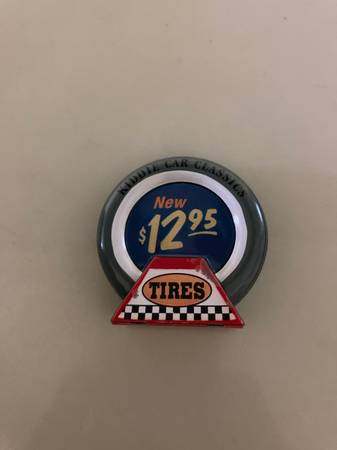 KIDDIE CAR CLASSICS
New
$12.95
TIRES